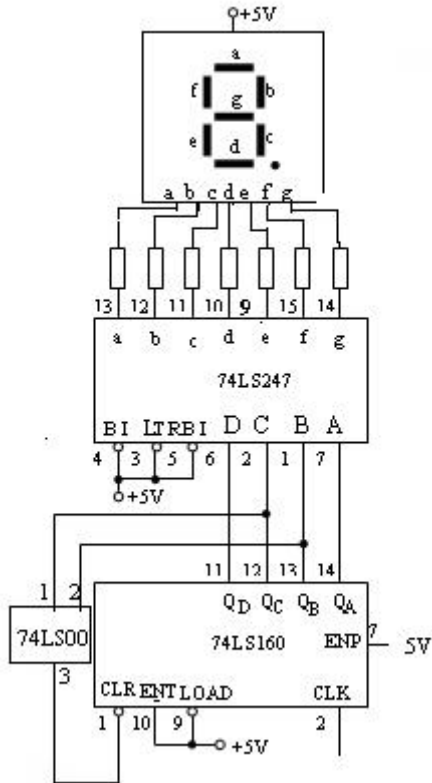 +5V
a
f b
g
e c
d
a b c d e f g
13 12 11 10 9 15 14
a b c d e f g
74LS247
BI LT RBI D C B A
4 3 5 6 2 1 7
+5V
1 2
11 12 13 14
QD QC QB QA
74LS00
74LS160
ENP 7 5V
3
CLR ENT LOAD CLK
1 10 9 2
+5V